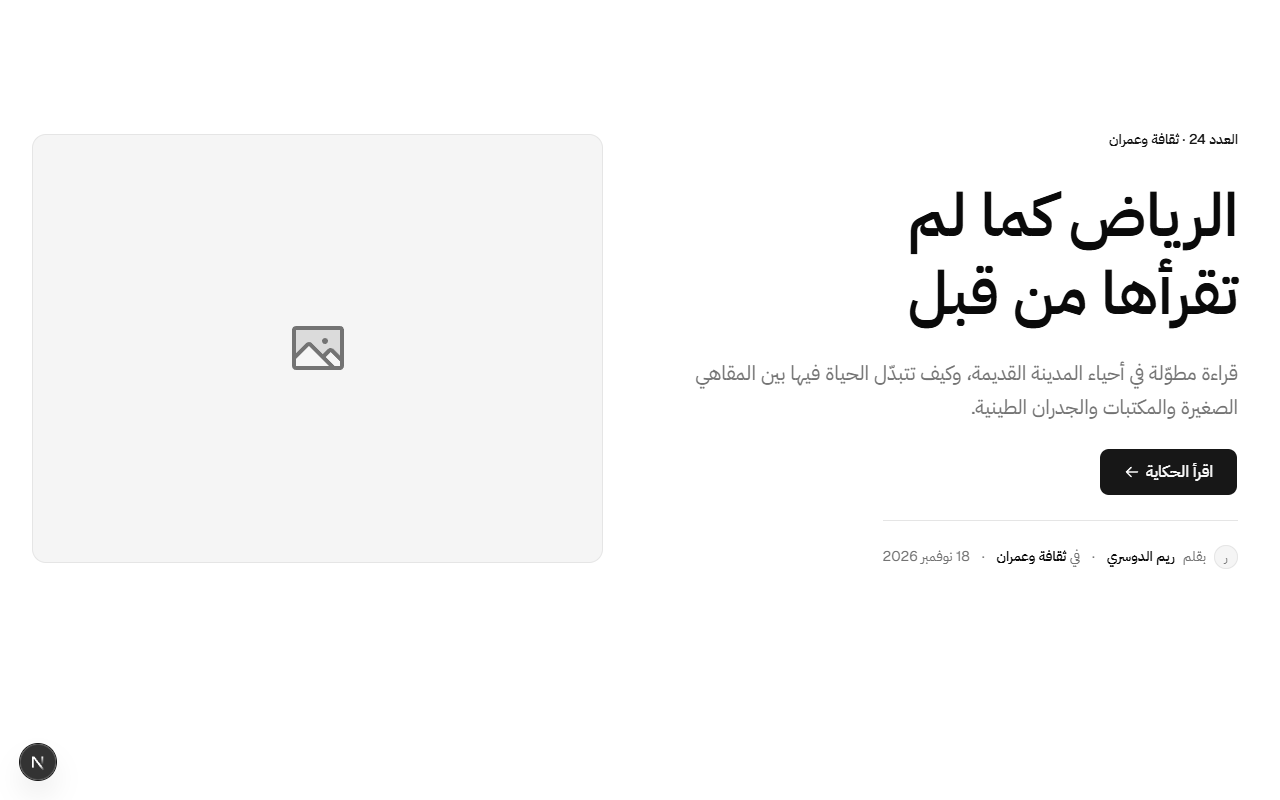 العدد 24 · ثقافة وعمران
الرياض كما لم
تقرأها من قبل
قراءة مطوّلة في أحياء المدينة القديمة، وكيف تتبدّل الحياة فيها بين المقاهي
الصغيرة والمكتبات والجدران الطينية.
اقرأ الحكاية ←
ر بقلم ريم الدوسري · في ثقافة وعمران · 18 نوفمبر 2026
N